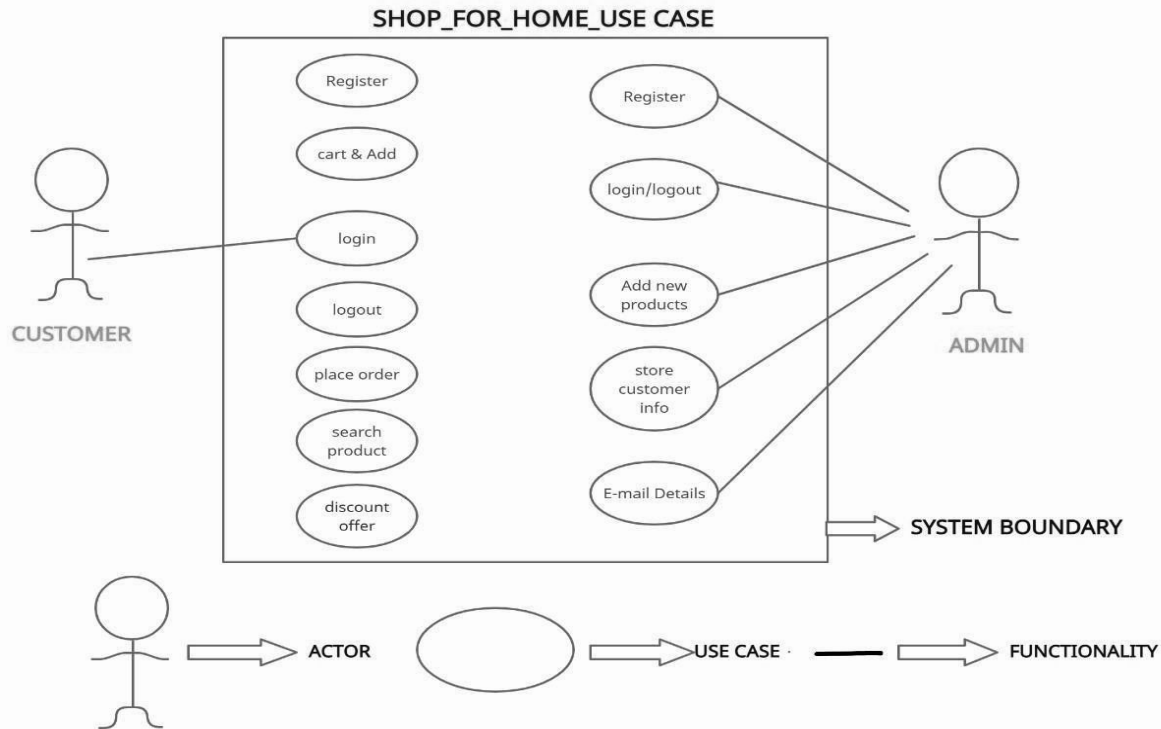 SHOP_FOR_HOME_USE CASE
Register
cart & Add
login
logout
place order
search
product
discount
offer
Register
login/logout
Add new
products
store
customer
info
E-mail Details
CUSTOMER
ADMIN
SYSTEM BOUNDARY
ACTOR
USE CASE
FUNCTIONALITY